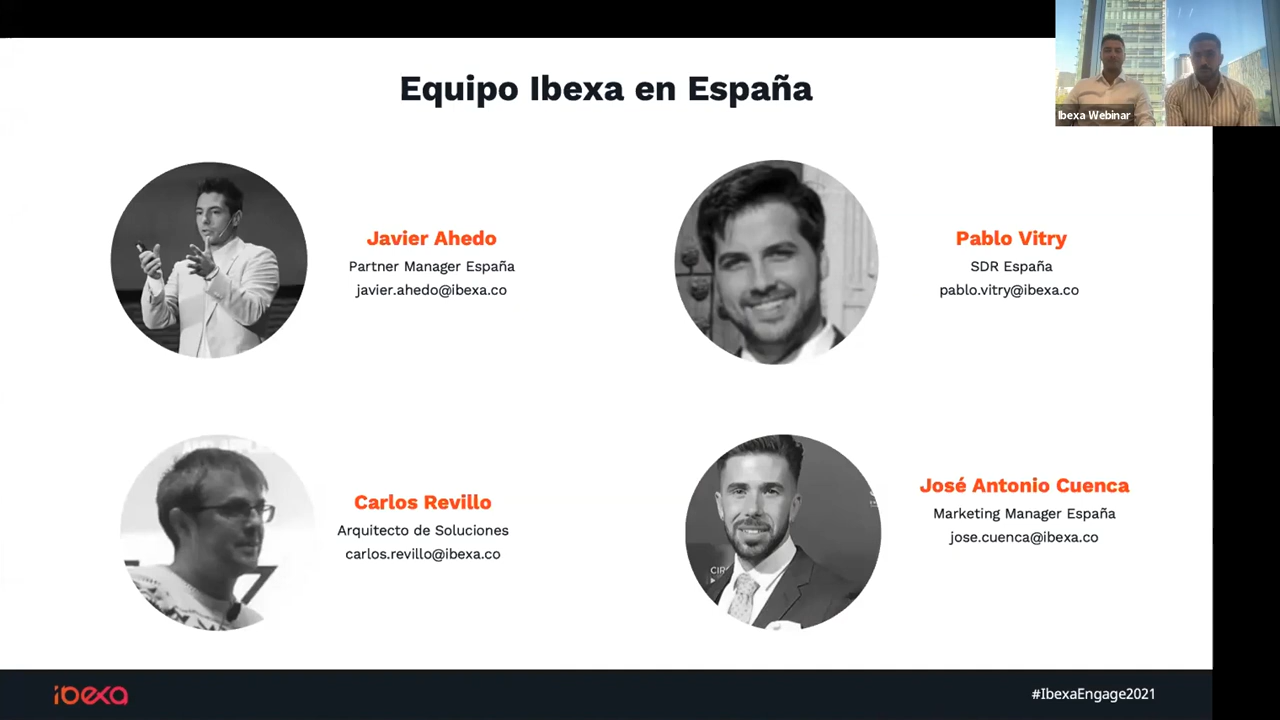 Equipo Ibexa en España
Ibexa Webinar
Javier Ahedo
Partner Manager España
javier.ahedo@ibexa.co
Pablo Vitry
SDR España
pablo.vitry@ibexa.co
Carlos Revillo
Arquitecto de Soluciones
carlos.revillo@ibexa.co
José Antonio Cuenca
Marketing Manager España
jose.cuenca@ibexa.co
CIR
ibexa
#IbexaEngage2021